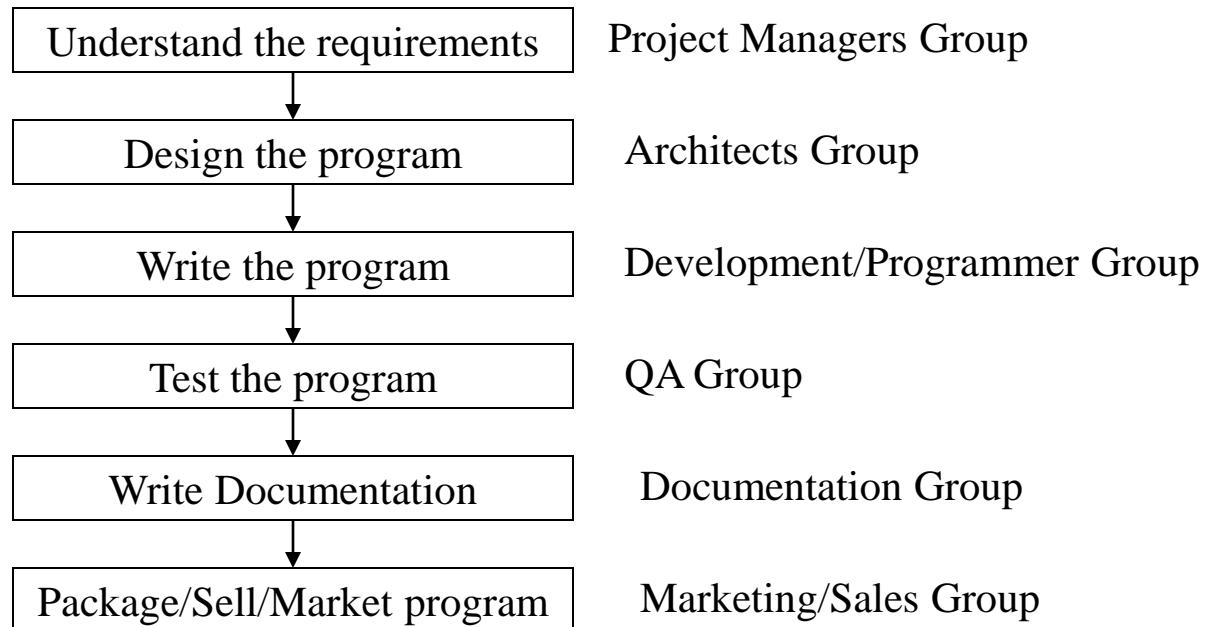 Understand the requirements
Project Managers Group
Design the program
Architects Group
Write the program
Development/Programmer Group
Test the program
QA Group
Write Documentation
Documentation Group
Package/Sell/Market program
Marketing/Sales Group